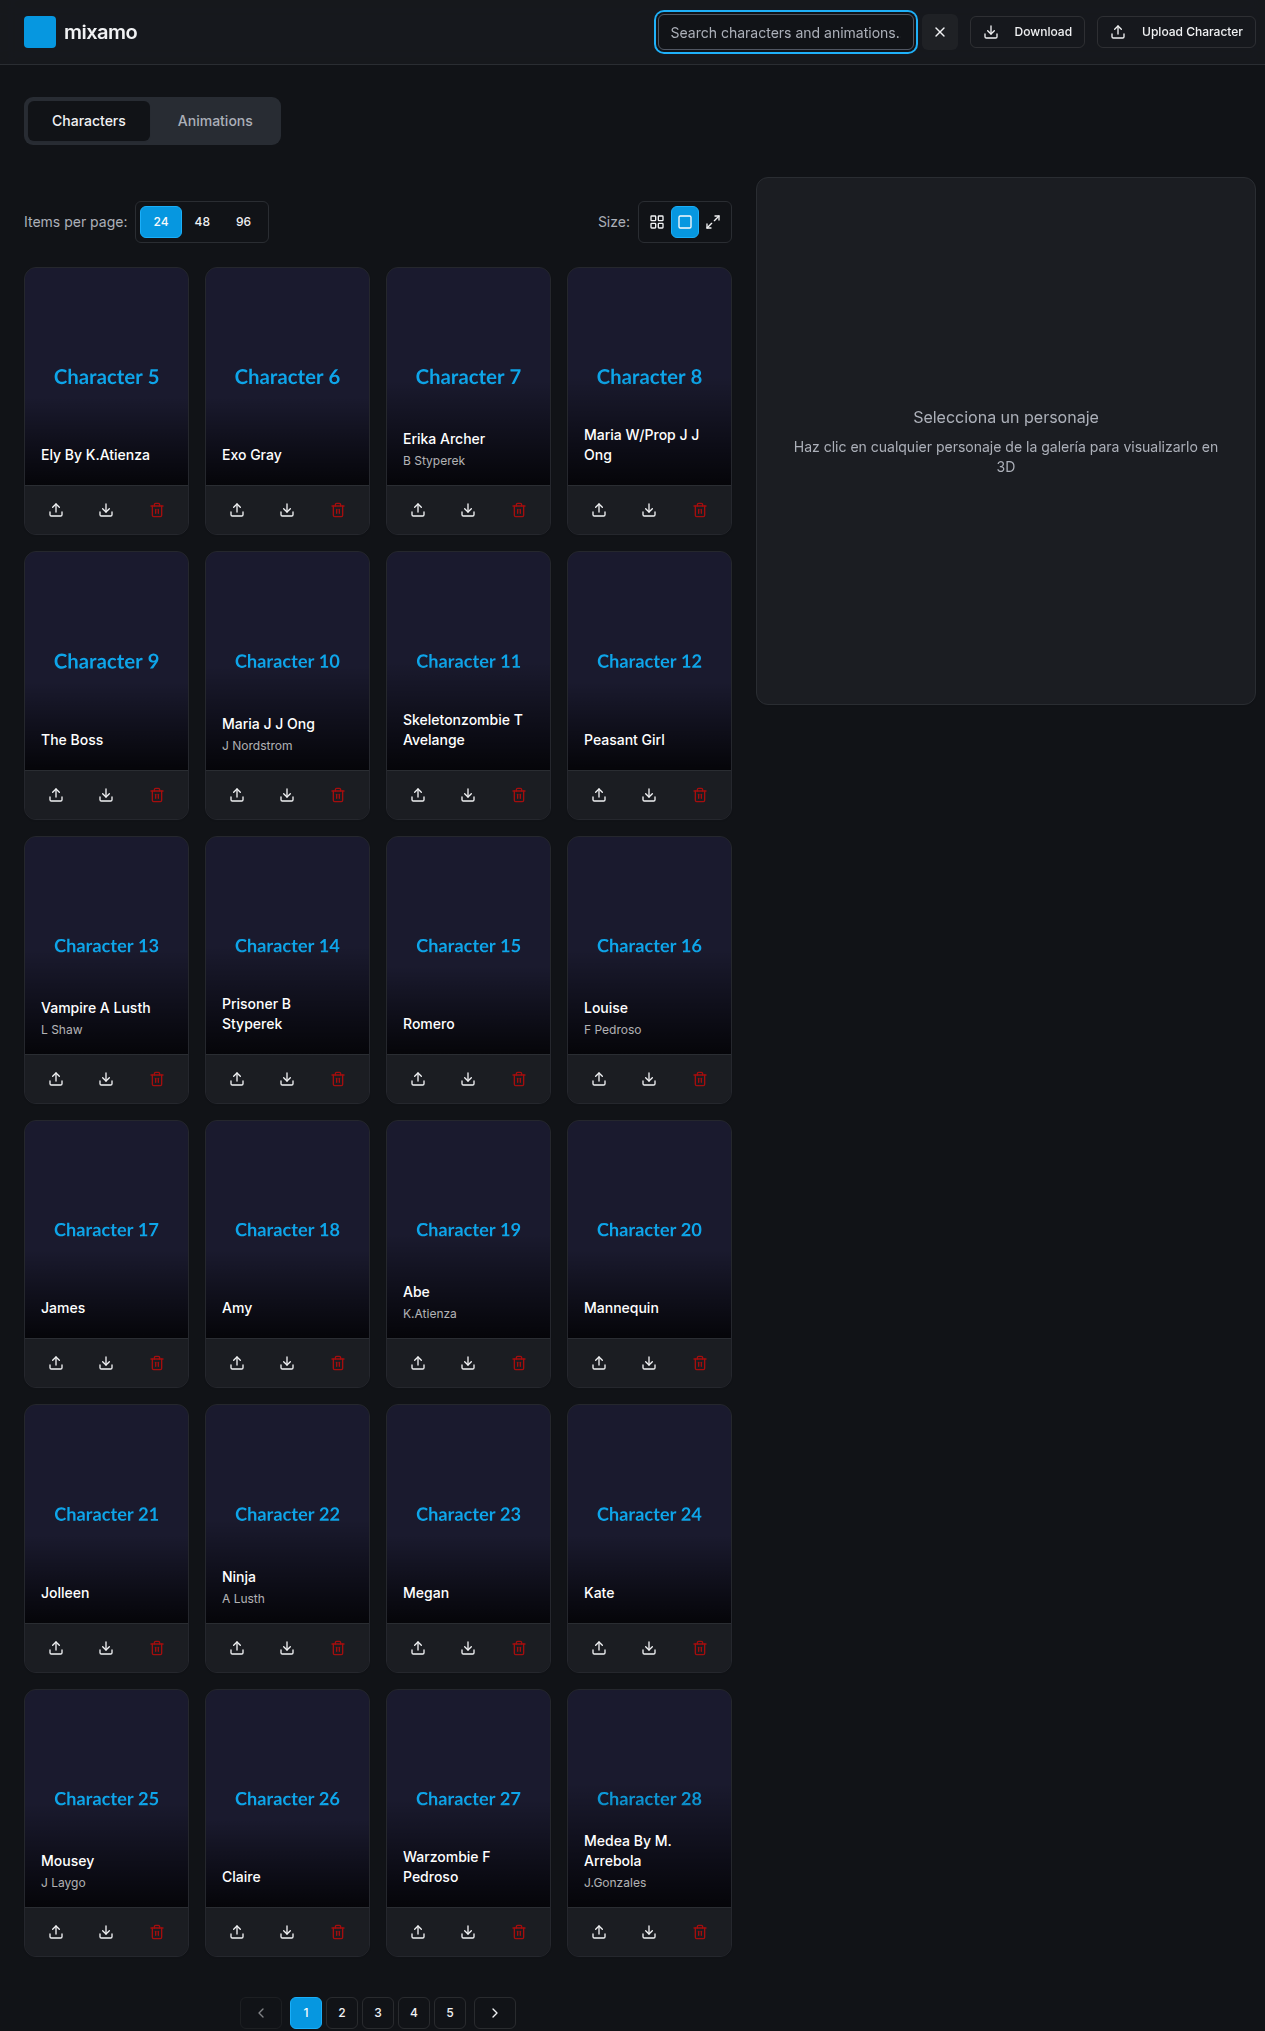 mixamo
Search characters and animations.
Download
Upload Character
Characters
Animations
Items per page:
24
48
96
Size:
Selecciona un personaje
Haz clic en cualquier personaje de la galería para visualizarlo en
3D
Character 5
Ely By K.Atienza
Character 6
Exo Gray
Character 7
Erika Archer
B Styperek
Character 8
Maria W/Prop J J
Ong
Character 9
The Boss
Character 10
Maria J J Ong
J Nordstrom
Character 11
Skeletonzombie T
Avelange
Character 12
Peasant Girl
Character 13
Vampire A Lusth
L Shaw
Character 14
Prisoner B
Styperek
Character 15
Romero
Character 16
Louise
F Pedroso
Character 17
James
Character 18
Amy
Character 19
Abe
K.Atienza
Character 20
Mannequin
Character 21
Jolleen
Character 22
Ninja
A Lusth
Character 23
Megan
Character 24
Kate
Character 25
Mousey
J Laygo
Character 26
Claire
Character 27
Warzombie F
Pedroso
Character 28
Medea By M.
Arrebola
J.Gonzales
1
2
3
4
5